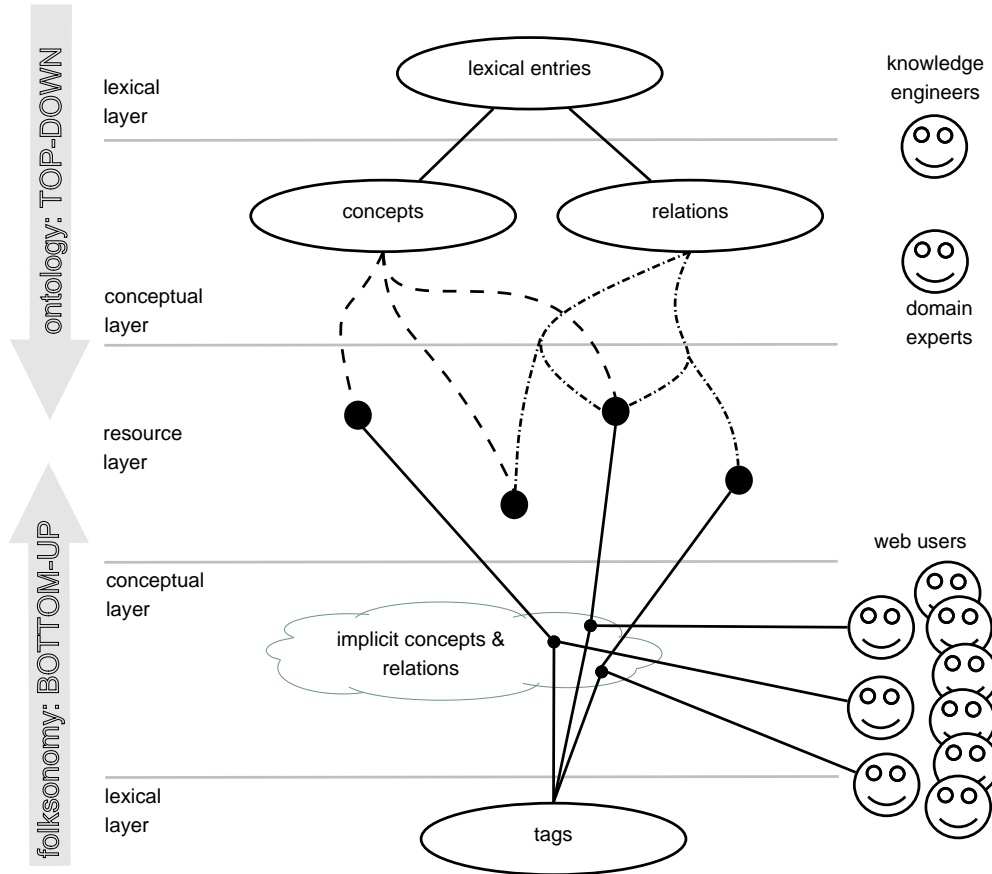 ontology: TOP-DOWN
lexical
layer
lexical entries
knowledge
engineers
concepts
relations
conceptual
layer
domain
experts
resource
layer
folksonomy: BOTTOM-UP
web users
conceptual
layer
implicit concepts &
relations
lexical
layer
tags